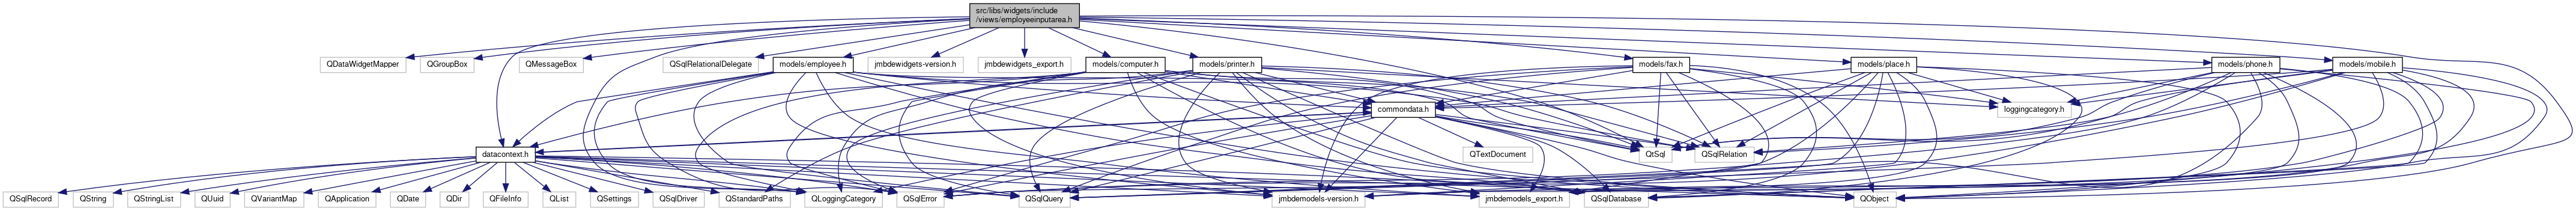 src/libs/widgets/include
/views/employeeinputarea.h
QDataWidgetMapper
QGroupBox
QMessageBox
QSqlRelationalDelegate
models/employee.h
jmbdewidgets-version.h
jmbdewidgets_export.h
models/computer.h
models/printer.h
models/fax.h
models/place.h
models/phone.h
models/mobile.h
commondata.h
loggingcategory.h
datacontext.h
QTextDocument
QtSql
QSqlRelation
QSqlRecord
QString
QStringList
QUuid
QVariantMap
QApplication
QDate
QDir
QFileInfo
QList
QSettings
QSqlDriver
QStandardPaths
QLoggingCategory
QSqlError
QSqlQuery
jmbdemodels-version.h
jmbdemodels_export.h
QSqlDatabase
QObject